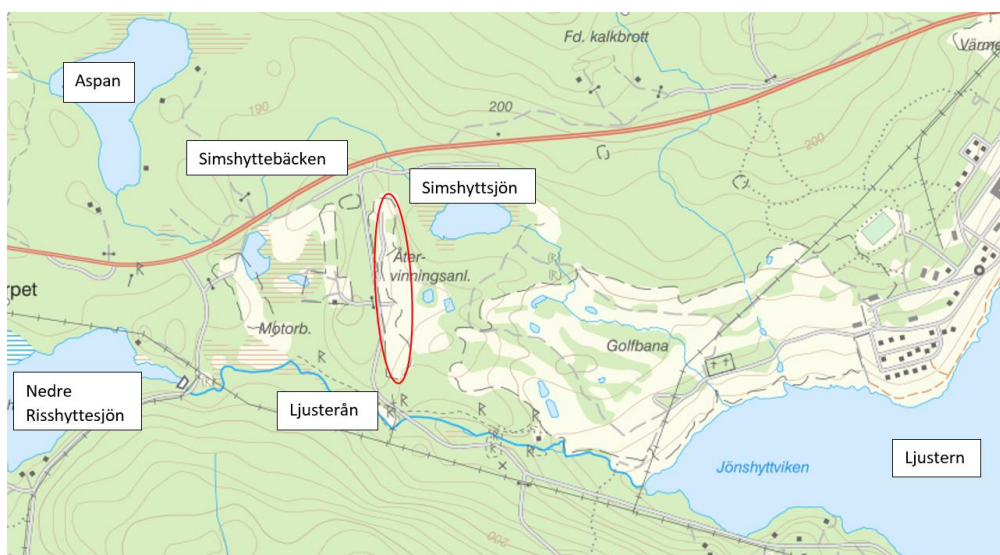 Fd. kalkbrott
Värme
Aspan
190
200
200
Simshyttebäcken
Simshyttsjön
Åter-
vinningsanl.
rpet
Motorb.
Golfbana
Nedre
Risshyttesjön
Ljusterån
Jönshyttviken
Ljustern
200
R
R
R
R
R
R
R
R
R
R
R